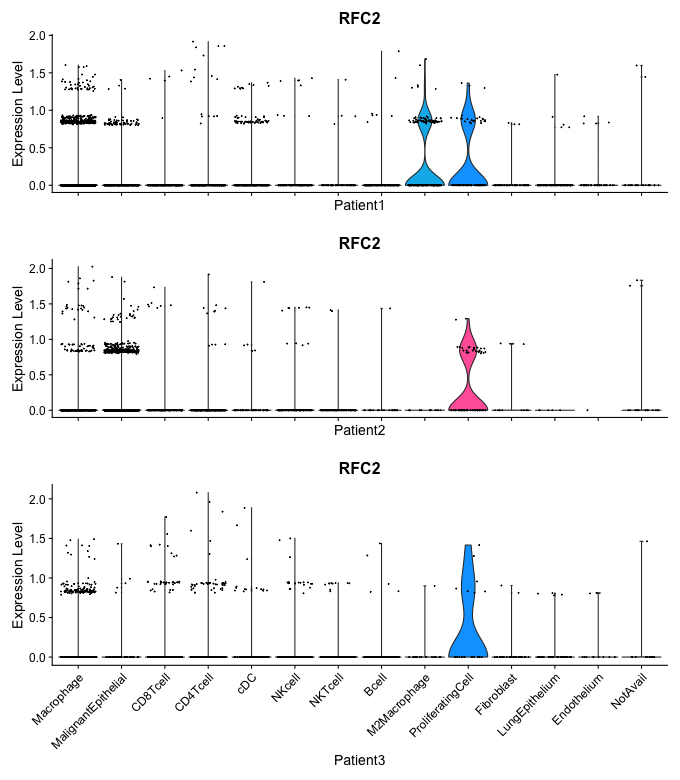 RFC2
Expression Level
2.0
1.5
1.0
0.5
0.0
Patient1
RFC2
Expression Level
2.0
1.5
1.0
0.5
0.0
Patient2
RFC2
Expression Level
2.0
1.5
1.0
0.5
0.0
Macrophage
MalignantEpithelial
CD8Tcell
CD4Tcell
cDC
NKcell
NKTcell
Bcell
M2Macrophage
ProliferatingCell
Fibroblast
LungEpithelium
Endothelium
NotAvail
Patient3